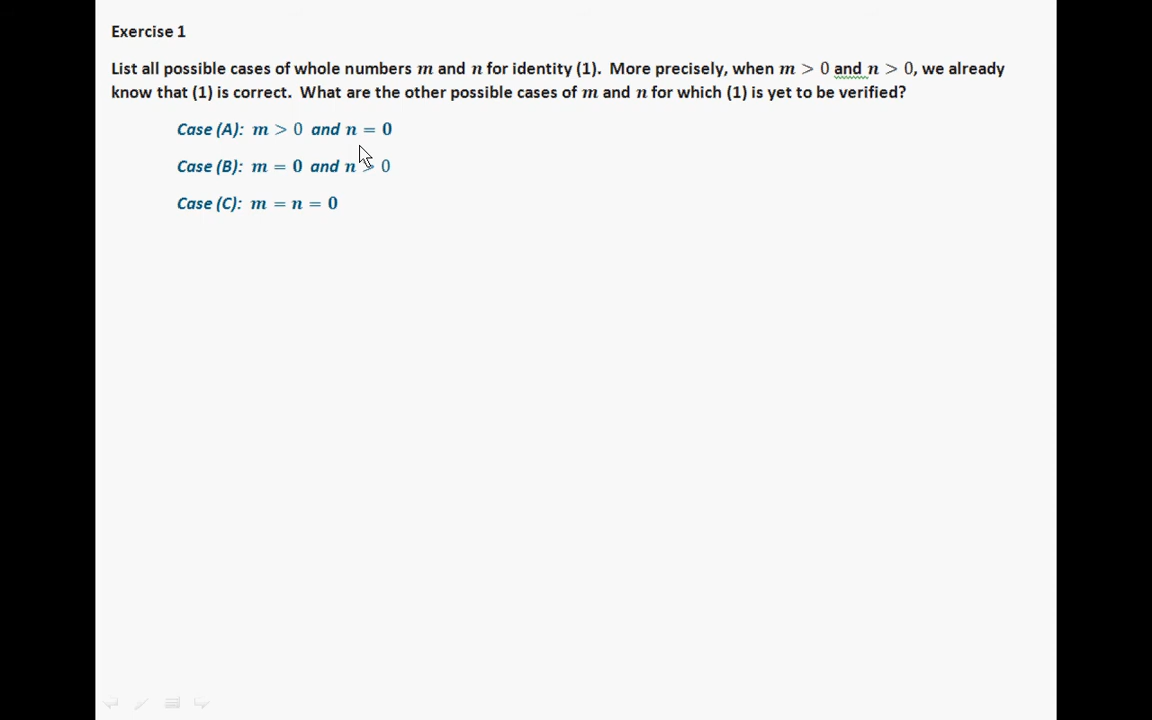 Exercise 1
List all possible cases of whole numbers m and n for identity (1). More precisely, when m > 0 and n > 0, we already
know that (1) is correct. What are the other possible cases of m and n for which (1) is yet to be verified?
Case (A): m > 0 and n = 0
Case (B): m = 0 and n > 0
Case (C): m = n = 0